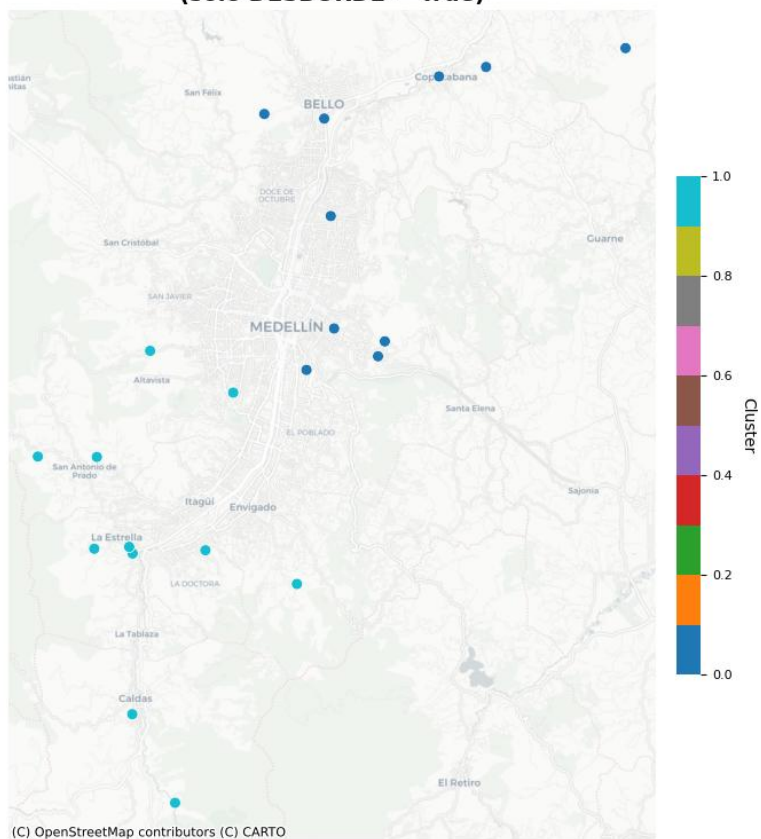 San Félix
Copacabana
BELLO
DOCE DE
OCTUBRE
San Cristóbal
Guarne
SAN JAVIER
MEDELLÍN
Altavista
Santa Elena
EL POBLADO
San Antonio de
Prado
Sajonia
Itagüí
Envigado
La Estrella
LA DOCTORA
La Tablaza
Caldas
El Retiro
(C) OpenStreetMap contributors (C) CARTO
1.0
0.8
0.6
0.4
0.2
0.0
Cluster